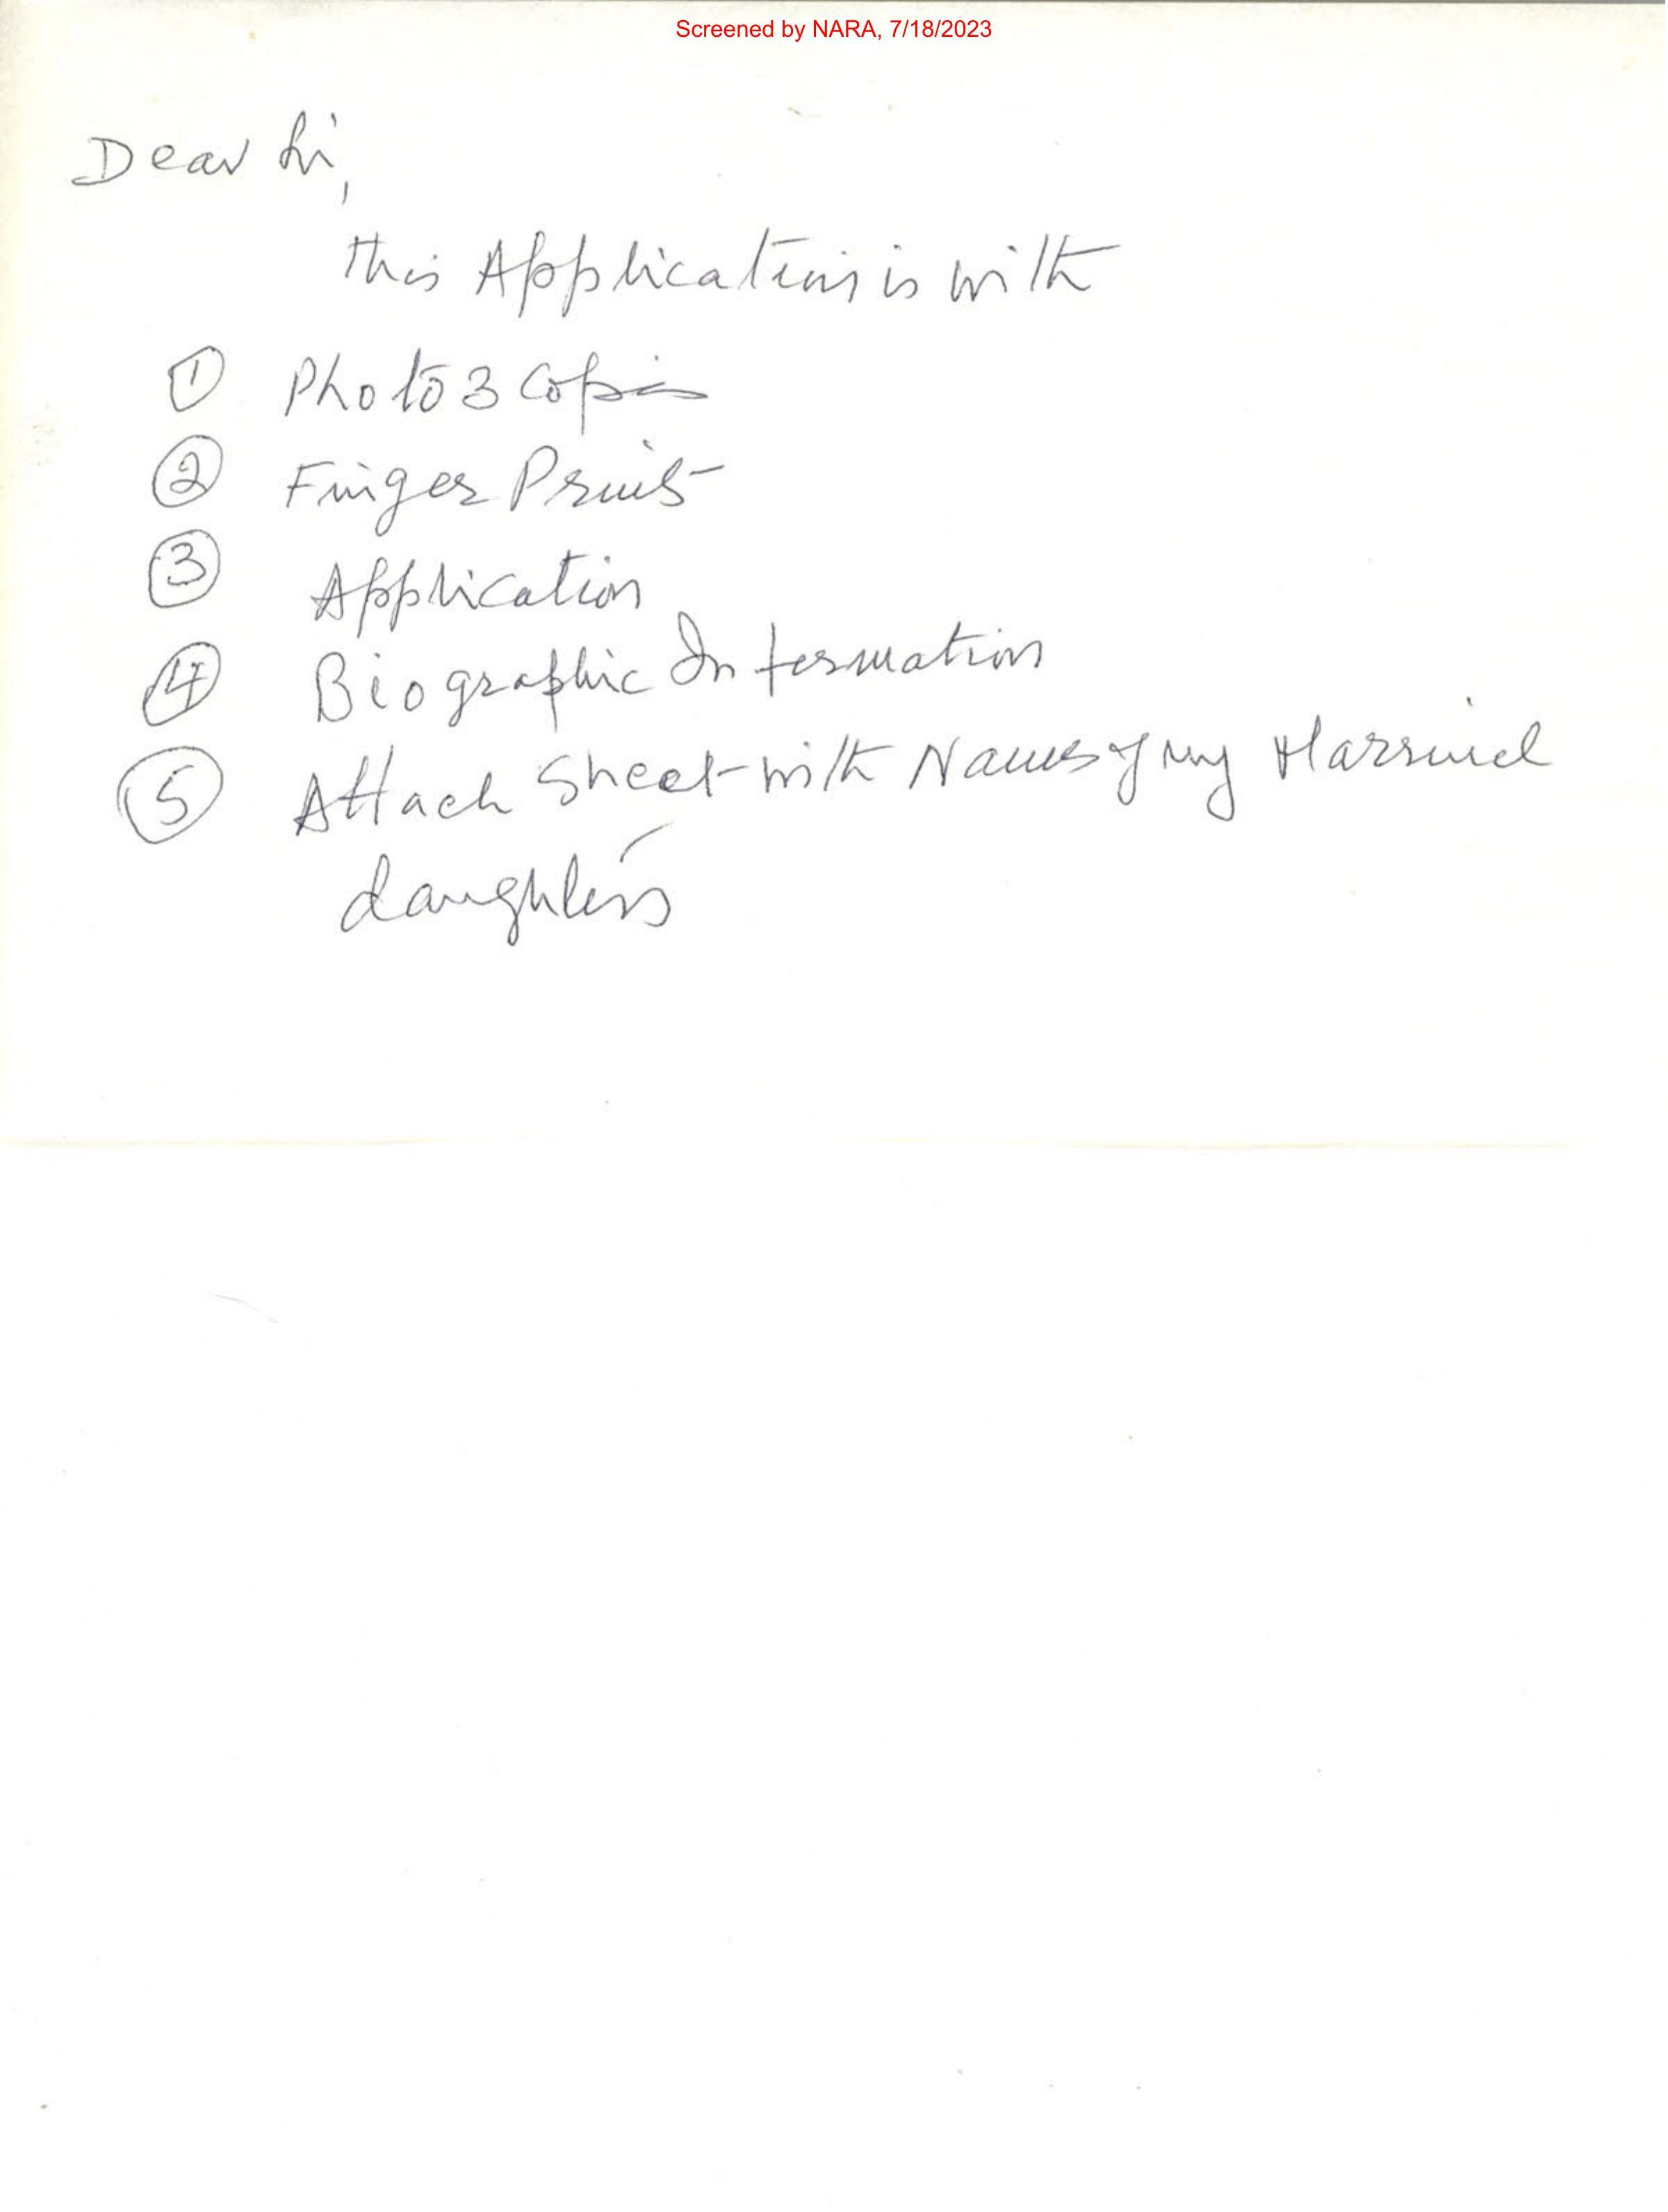 Screened by NARA, 7/18/2023
Dear Sir,
This Application is with
① Photo 3 Copies
② Finger Print
③ Application
④ Biographic Information
⑤ Attach Sheet with Names of my Married
daughters